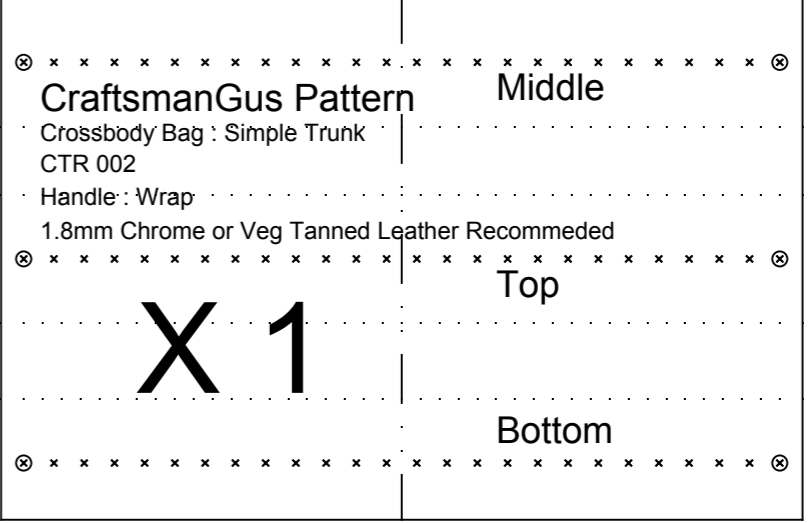 Middle
CraftsmanGus Pattern
Crossbody Bag : Simple Trunk
CTR 002
Handle : Wrap
1.8mm Chrome or Veg Tanned Leather Recommeded
Top
X 1
Bottom